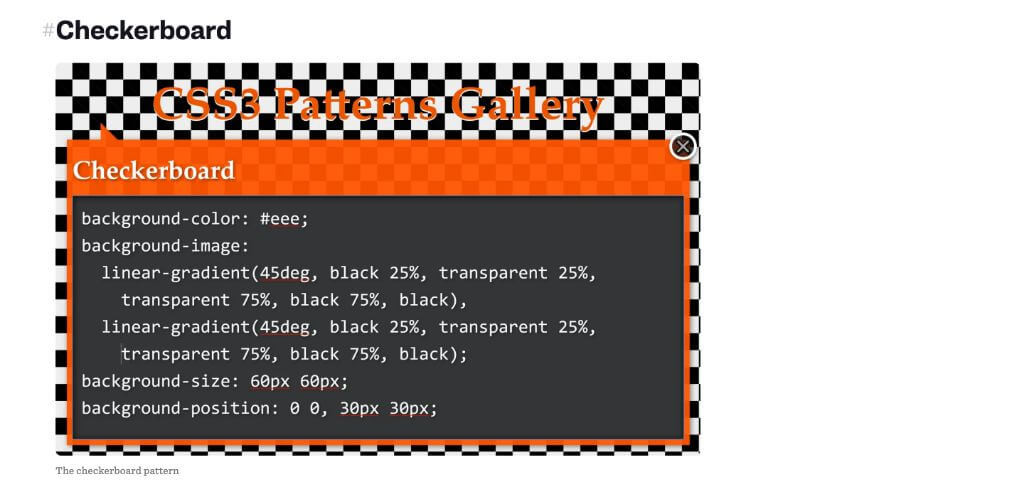 #Checkerboard
CSS3 Patterns Gallery
Checkerboard
background-color: #eee;
background-image:
linear-gradient(45deg, black 25%, transparent 25%,
transparent 75%, black 75%, black),
linear-gradient(45deg, black 25%, transparent 25%,
transparent 75%, black 75%, black);
background-size: 60px 60px;
background-position: 0 0, 30px 30px;
The checkerboard pattern